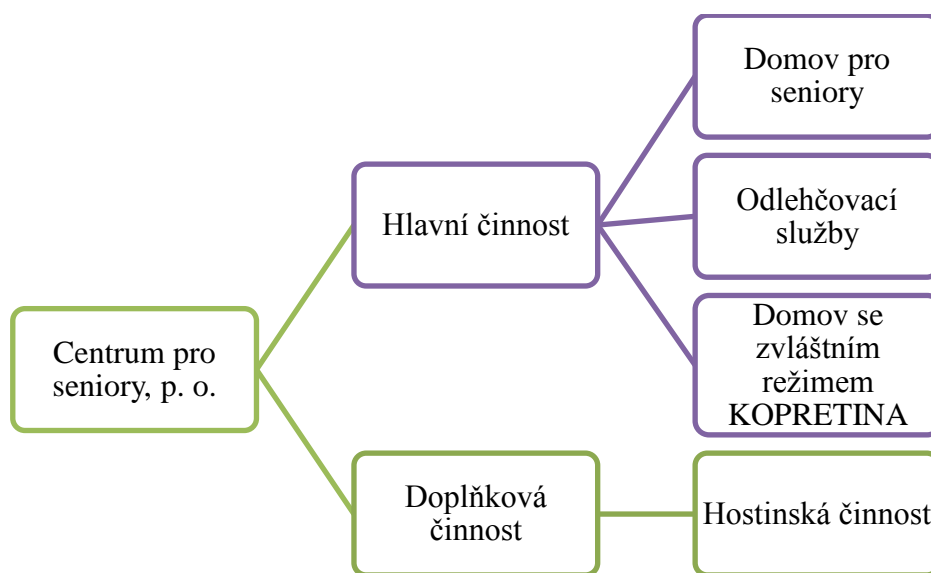 Centrum pro
seniory, p. o.
Hlavní činnost
Domov pro
seniory
Odlehčovací
služby
Domov se
zvláštním
režimem
KOPRETINA
Doplňková
činnost
Hostinská činnost